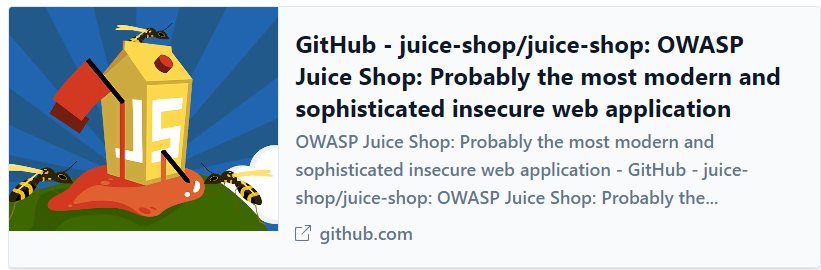 JS
GitHub - juice-shop/juice-shop: OWASP
Juice Shop: Probably the most modern and
sophisticated insecure web application
OWASP Juice Shop: Probably the most modern and
sophisticated insecure web application - GitHub - juice-
shop/juice-shop: OWASP Juice Shop: Probably the...
github.com